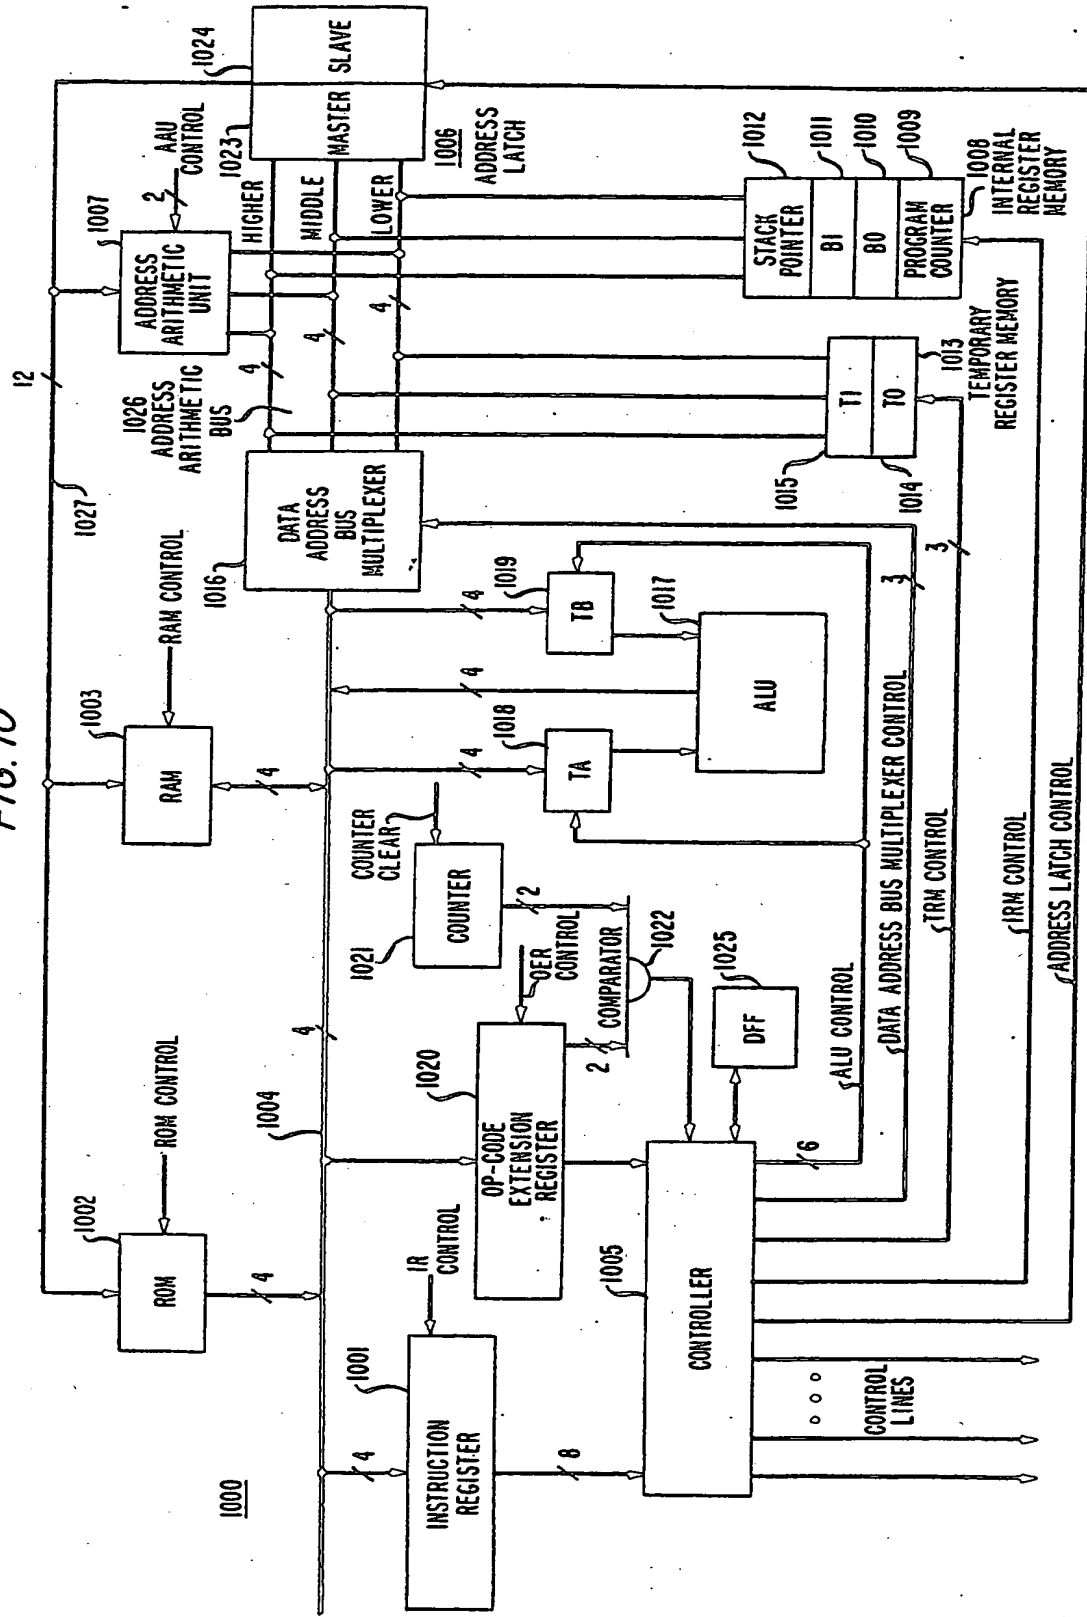 FIG. 10
1000
1002
ROM
ROM CONTROL
4
1003
RAM
RAM CONTROL
4
1027
12
1007
ADDRESS
ARITHMETIC
UNIT
2
AAU
CONTROL
1026
ADDRESS
ARITHMETIC
BUS
1016
DATA
ADDRESS
BUS
MULTIPLEXER
4
4
4
HIGHER
MIDDLE
LOWER
1023
1024
MASTER
SLAVE
1006
ADDRESS
LATCH
1004
4
4
1001
INSTRUCTION
REGISTER
IR
CONTROL
8
1020
OP-CODE
EXTENSION
REGISTER
OER
CONTROL
2
1021
COUNTER
COUNTER
CLEAR
2
COMPARATOR
1022
4
1018
TA
4
4
1019
TB
1017
ALU
1015
T1
T0
1014
1013
TEMPORARY
REGISTER MEMORY
STACK
POINTER
B1
B0
PROGRAM
COUNTER
1012
1011
1010
1009
1008
INTERNAL
REGISTER
MEMORY
1005
CONTROLLER
1025
DFF
6
ALU CONTROL
DATA ADDRESS BUS MULTIPLEXER CONTROL
3
TRM CONTROL
3
IRM CONTROL
ADDRESS LATCH CONTROL
CONTROL
LINES